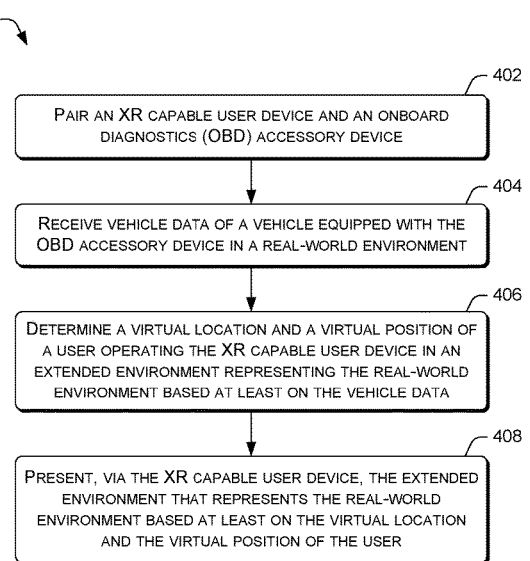 402
PAIR AN XR CAPABLE USER DEVICE AND AN ONBOARD
DIAGNOSTICS (OBD) ACCESSORY DEVICE
404
RECEIVE VEHICLE DATA OF A VEHICLE EQUIPPED WITH THE
OBD ACCESSORY DEVICE IN A REAL-WORLD ENVIRONMENT
406
DETERMINE A VIRTUAL LOCATION AND A VIRTUAL POSITION OF
A USER OPERATING THE XR CAPABLE USER DEVICE IN AN
EXTENDED ENVIRONMENT REPRESENTING THE REAL-WORLD
ENVIRONMENT BASED AT LEAST ON THE VEHICLE DATA
408
PRESENT, VIA THE XR CAPABLE USER DEVICE, THE EXTENDED
ENVIRONMENT THAT REPRESENTS THE REAL-WORLD
ENVIRONMENT BASED AT LEAST ON THE VIRTUAL LOCATION
AND THE VIRTUAL POSITION OF THE USER